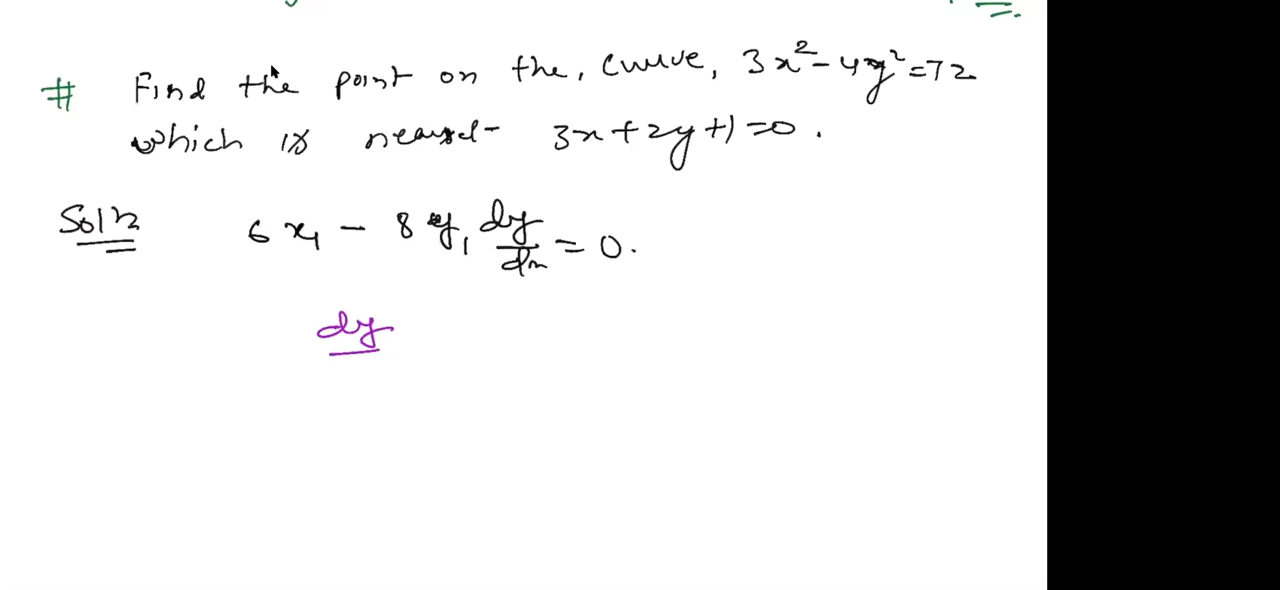 # Find the point on the, curve, 3x² - 4y² = 72
which is nearest 3x + 2y + 1 = 0.
Soln 6x₁ - 8y₁ dy/dx = 0.
dy